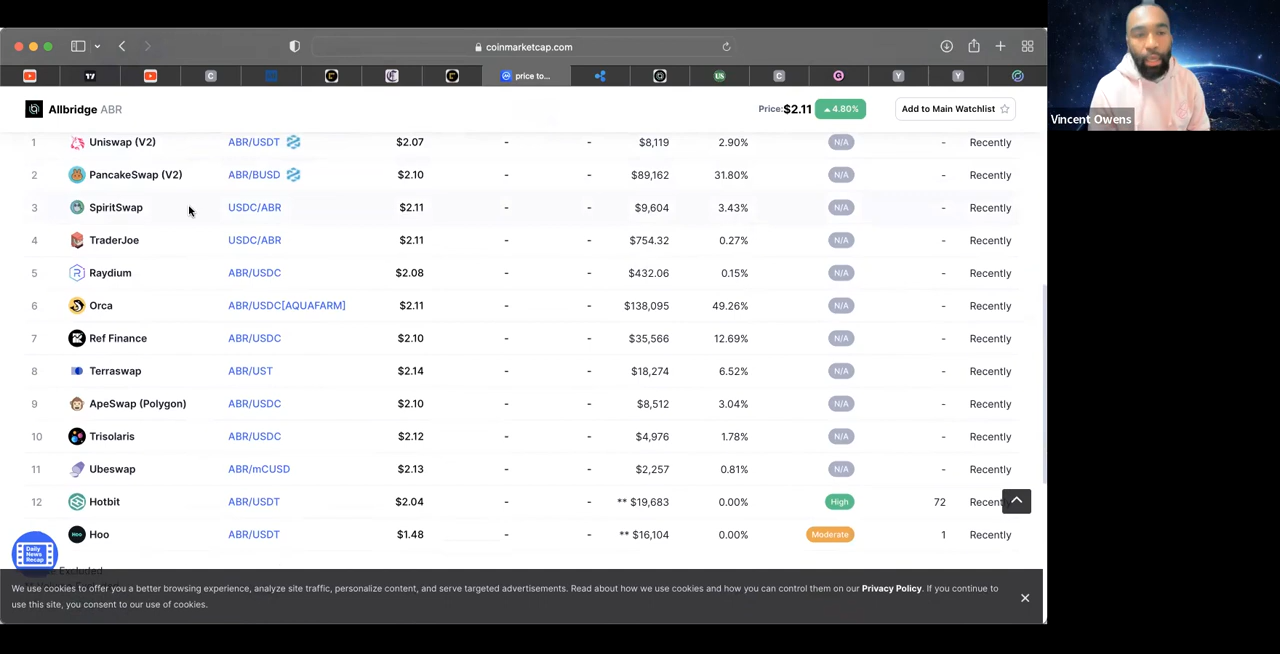 coinmarketcap.com
price to...
Allbridge ABR
Price:$2.11 4.80% Add to Main Watchlist
Vincent Owens
1 Uniswap (V2) ABR/USDT $2.07 - - $8,119 2.90% N/A - Recently
2 PancakeSwap (V2) ABR/BUSD $2.10 - - $89,162 31.80% N/A - Recently
3 SpiritSwap USDC/ABR $2.11 - - $9,604 3.43% N/A - Recently
4 TraderJoe USDC/ABR $2.11 - - $754.32 0.27% N/A - Recently
5 Raydium ABR/USDC $2.08 - - $432.06 0.15% N/A - Recently
6 Orca ABR/USDC[AQUAFARM] $2.11 - - $138,095 49.26% N/A - Recently
7 Ref Finance ABR/USDC $2.10 - - $35,566 12.69% N/A - Recently
8 Terraswap ABR/UST $2.14 - - $18,274 6.52% N/A - Recently
9 ApeSwap (Polygon) ABR/USDC $2.10 - - $8,512 3.04% N/A - Recently
10 Trisolaris ABR/USDC $2.12 - - $4,976 1.78% N/A - Recently
11 Ubeswap ABR/mCUSD $2.13 - - $2,257 0.81% N/A - Recently
12 Hotbit ABR/USDT $2.04 - - ** $19,683 0.00% High 72 Recen
Hoo ABR/USDT $1.48 - - ** $16,104 0.00% Moderate 1 Recently
Daily
News
Recap
Excluded
We use cookies to offer you a better browsing experience, analyze site traffic, personalize content, and serve targeted advertisements. Read about how we use cookies and how you can control them on our Privacy Policy. If you continue to
use this site, you consent to our use of cookies.